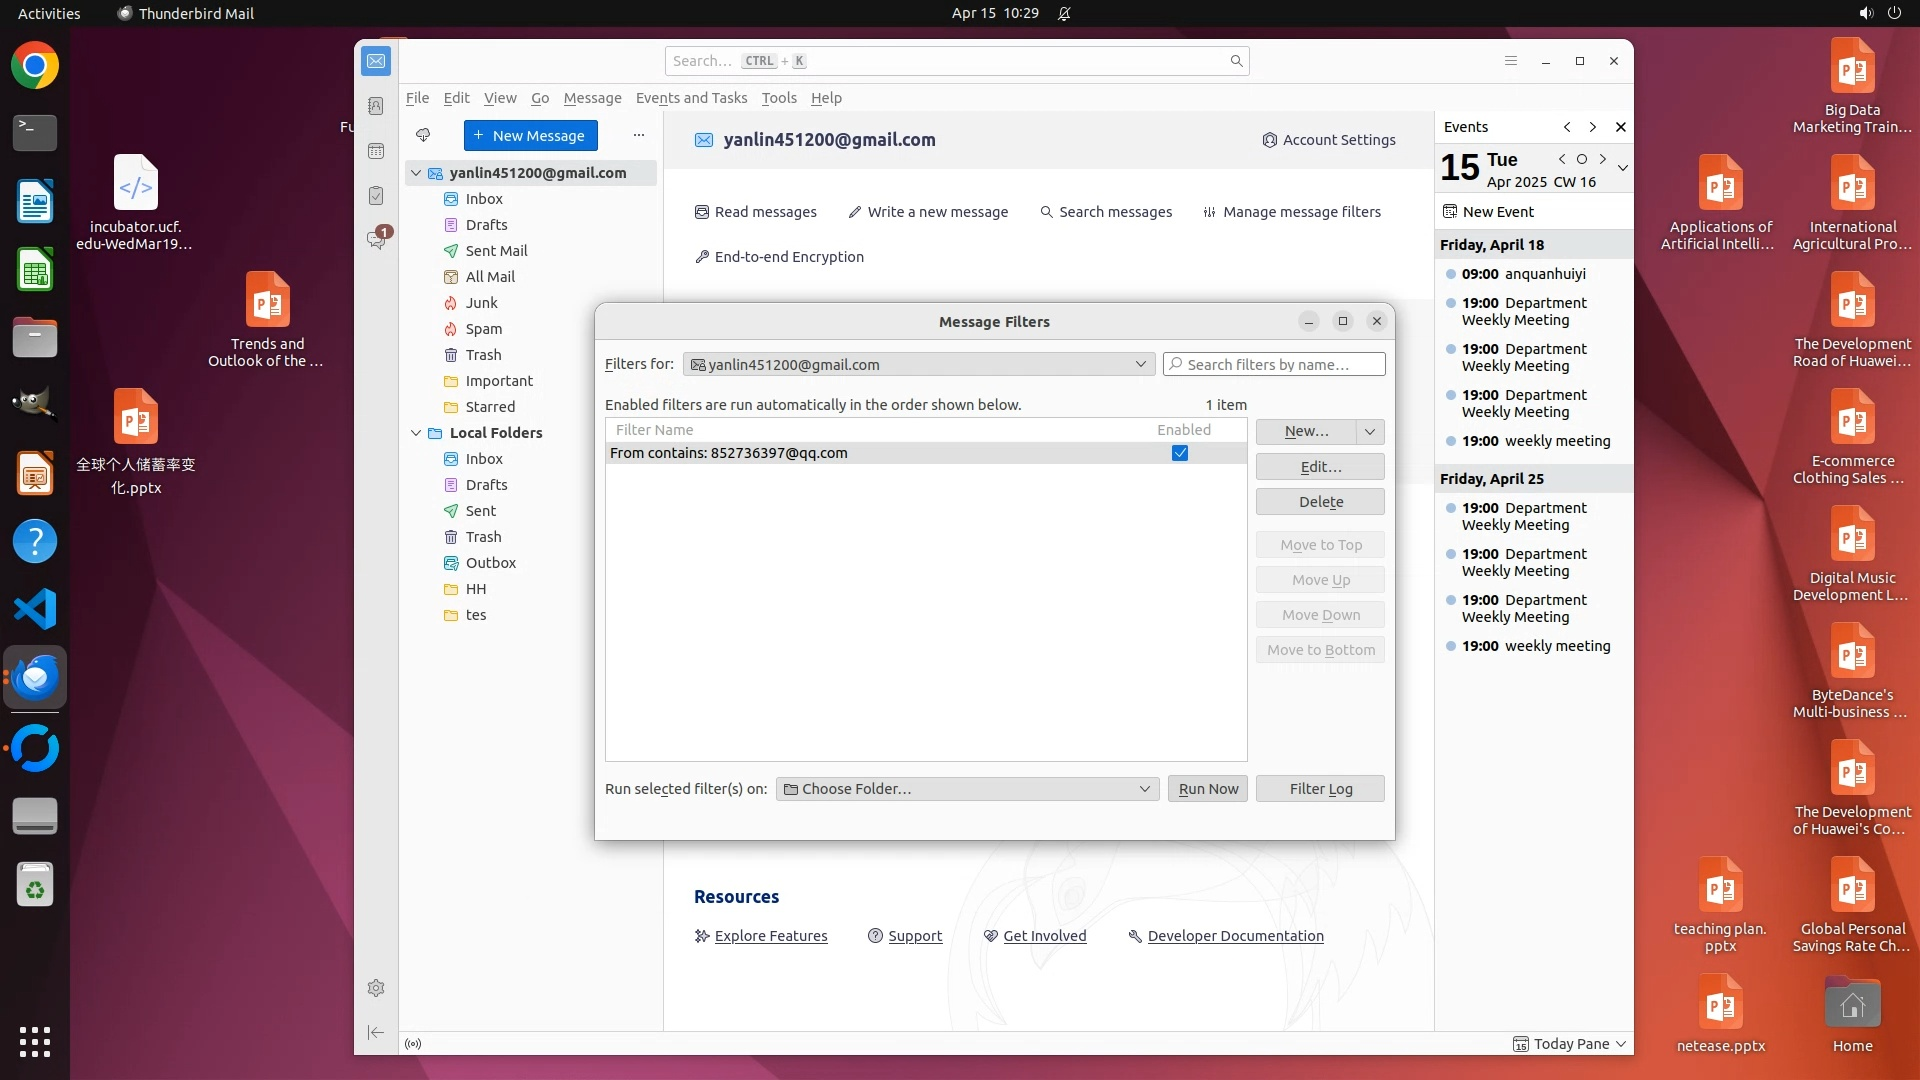 Activities
Thunderbird Mail
Apr 15 10:29
Search… CTRL + K
File Edit View Go Message Events and Tasks Tools Help
+ New Message
yanlin451200@gmail.com
Inbox
Drafts
Sent Mail
All Mail
Junk
Spam
Trash
Important
Starred
Local Folders
Inbox
Drafts
Sent
Trash
Outbox
HH
tes
1
yanlin451200@gmail.com
Account Settings
Read messages
Write a new message
Search messages
Manage message filters
End-to-end Encryption
Message Filters
Filters for: yanlin451200@gmail.com
Search filters by name…
Enabled filters are run automatically in the order shown below.
1 item
Filter Name
Enabled
From contains: 852736397@qq.com
New…
Edit…
Delete
Move to Top
Move Up
Move Down
Move to Bottom
Run selected filter(s) on: Choose Folder…
Run Now
Filter Log
Resources
Explore Features
Support
Get Involved
Developer Documentation
Events
15
Tue
Apr 2025 CW 16
New Event
Friday, April 18
09:00 anquanhuiyi
19:00 Department
Weekly Meeting
19:00 Department
Weekly Meeting
19:00 Department
Weekly Meeting
19:00 weekly meeting
Friday, April 25
19:00 Department
Weekly Meeting
19:00 Department
Weekly Meeting
19:00 Department
Weekly Meeting
19:00 weekly meeting
15 Today Pane
incubator.ucf.
edu-WedMar19…
Fu
Trends and
Outlook of the …
全球个人储蓄率变
化.pptx
Big Data
Marketing Train…
Applications of
Artificial Intelli…
International
Agricultural Pro…
The Development
Road of Huawei…
E-commerce
Clothing Sales …
Digital Music
Development L…
ByteDance's
Multi-business …
The Development
of Huawei's Co…
teaching plan.
pptx
Global Personal
Savings Rate Ch…
netease.pptx
Home